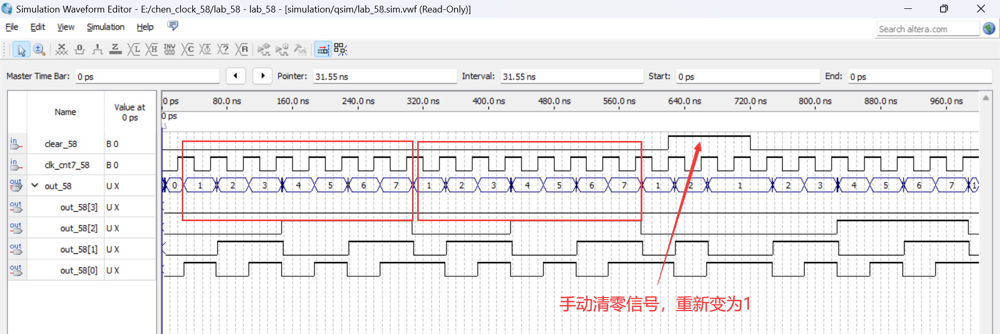 Simulation Waveform Editor - E:/chen_clock_58/lab_58 - lab_58 - [simulation/qsim/lab_58.sim.vwf (Read-Only)]
File Edit View Simulation Help
Search altera.com
Master Time Bar: 0 ps Pointer: 31.55 ns Interval: 31.55 ns Start: 0 ps End: 0 ps
Name
Value at
0 ps
0 ps 80.0 ns 160.0 ns 240.0 ns 320.0 ns 400.0 ns 480.0 ns 560.0 ns 640.0 ns 720.0 ns 800.0 ns 880.0 ns 960.0 ns
0 ps
in clear_58 B 0
in clk_cnt7_58 B 0
out out_58 U X 0 1 2 3 4 5 6 7 1 2 3 4 5 6 7 1 2 1 2 3 4 5 6 7 1
out out_58[3] U X
out out_58[2] U X
out out_58[1] U X
out out_58[0] U X
手动清零信号，重新变为1